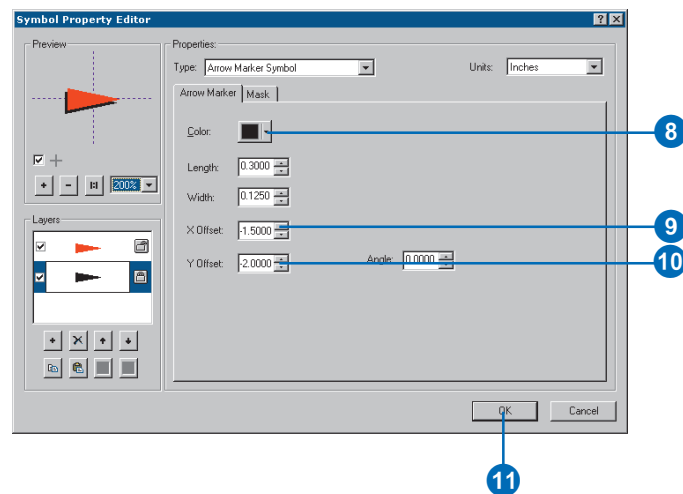 Symbol Property Editor
Preview
Properties:
Type: Arrow Marker Symbol
Units: Inches
Arrow Marker
Mask
Color:
8
Length: 0.3000
Width: 0.1250
+ - 1:1 200%
Layers
X Offset: -1.5000
9
Y Offset: -2.0000
Angle: 0.0000
10
OK
Cancel
11